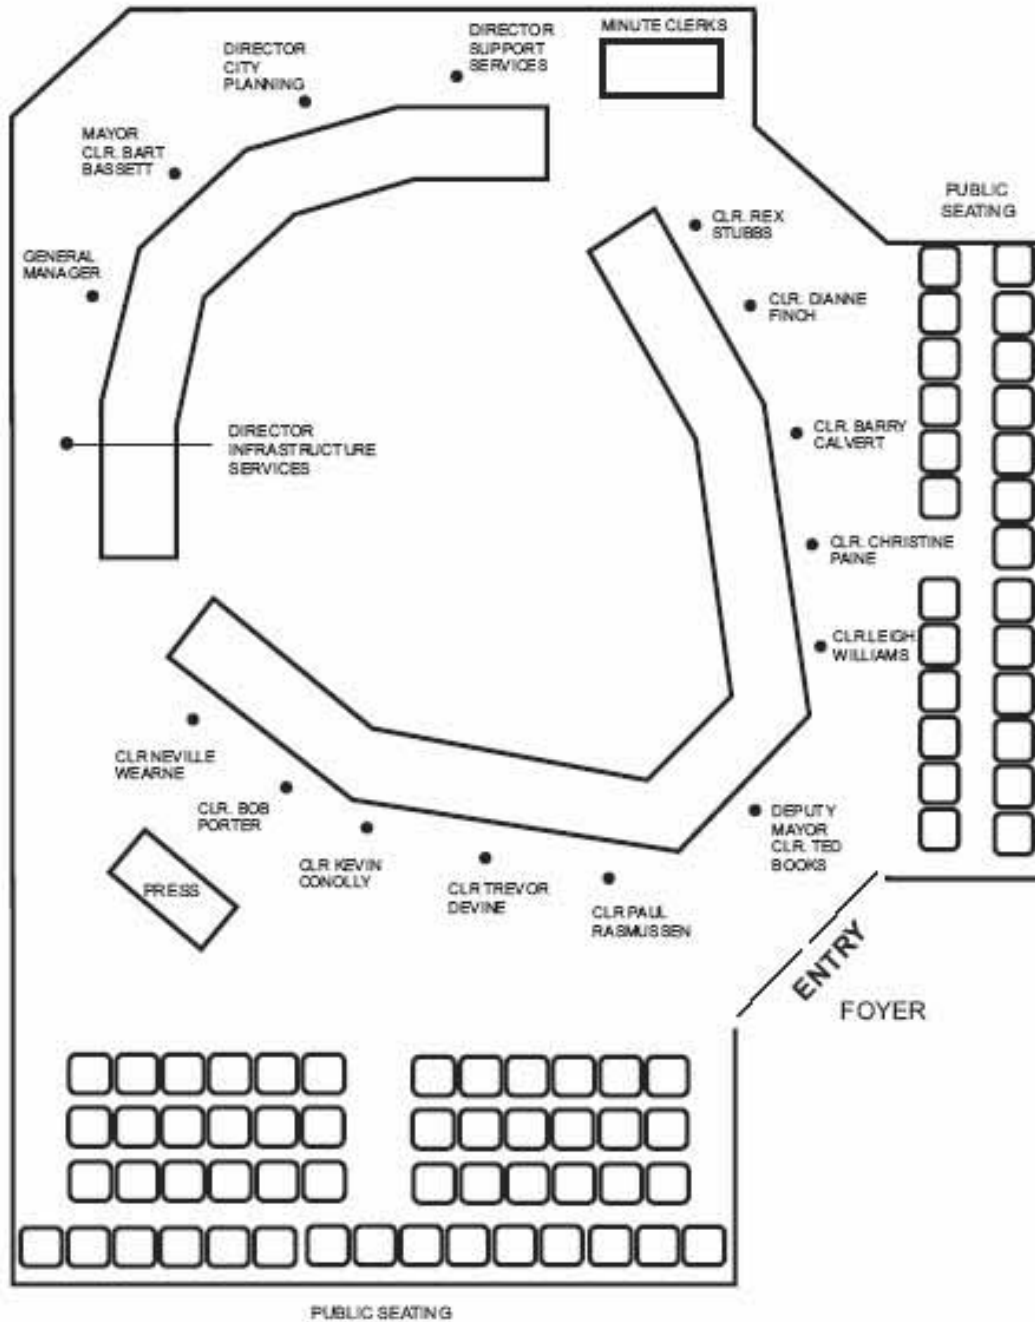 DIRECTOR
SUPPORT
SERVICES
MINUTE CLERKS
DIRECTOR
CITY
PLANNING
MAYOR
CLR. BART
BASSETT
GENERAL
MANAGER
DIRECTOR
INFRASTRUCTURE
SERVICES
PUBLIC
SEATING
CLR. REX
STUBBS
CLR. DIANNE
FINCH
CLR. BARRY
CALVERT
CLR. CHRISTINE
PAINE
CLR.LEIGH
WILLIAMS
DEPUTY
MAYOR
CLR. TED
BOOKS
CLR PAUL
RASMUSSEN
CLR TREVOR
DEVINE
CLR KEVIN
CONOLLY
CLR. BOB
PORTER
CLR NEVILLE
WEARNE
PRESS
ENTRY
FOYER
PUBLIC SEATING